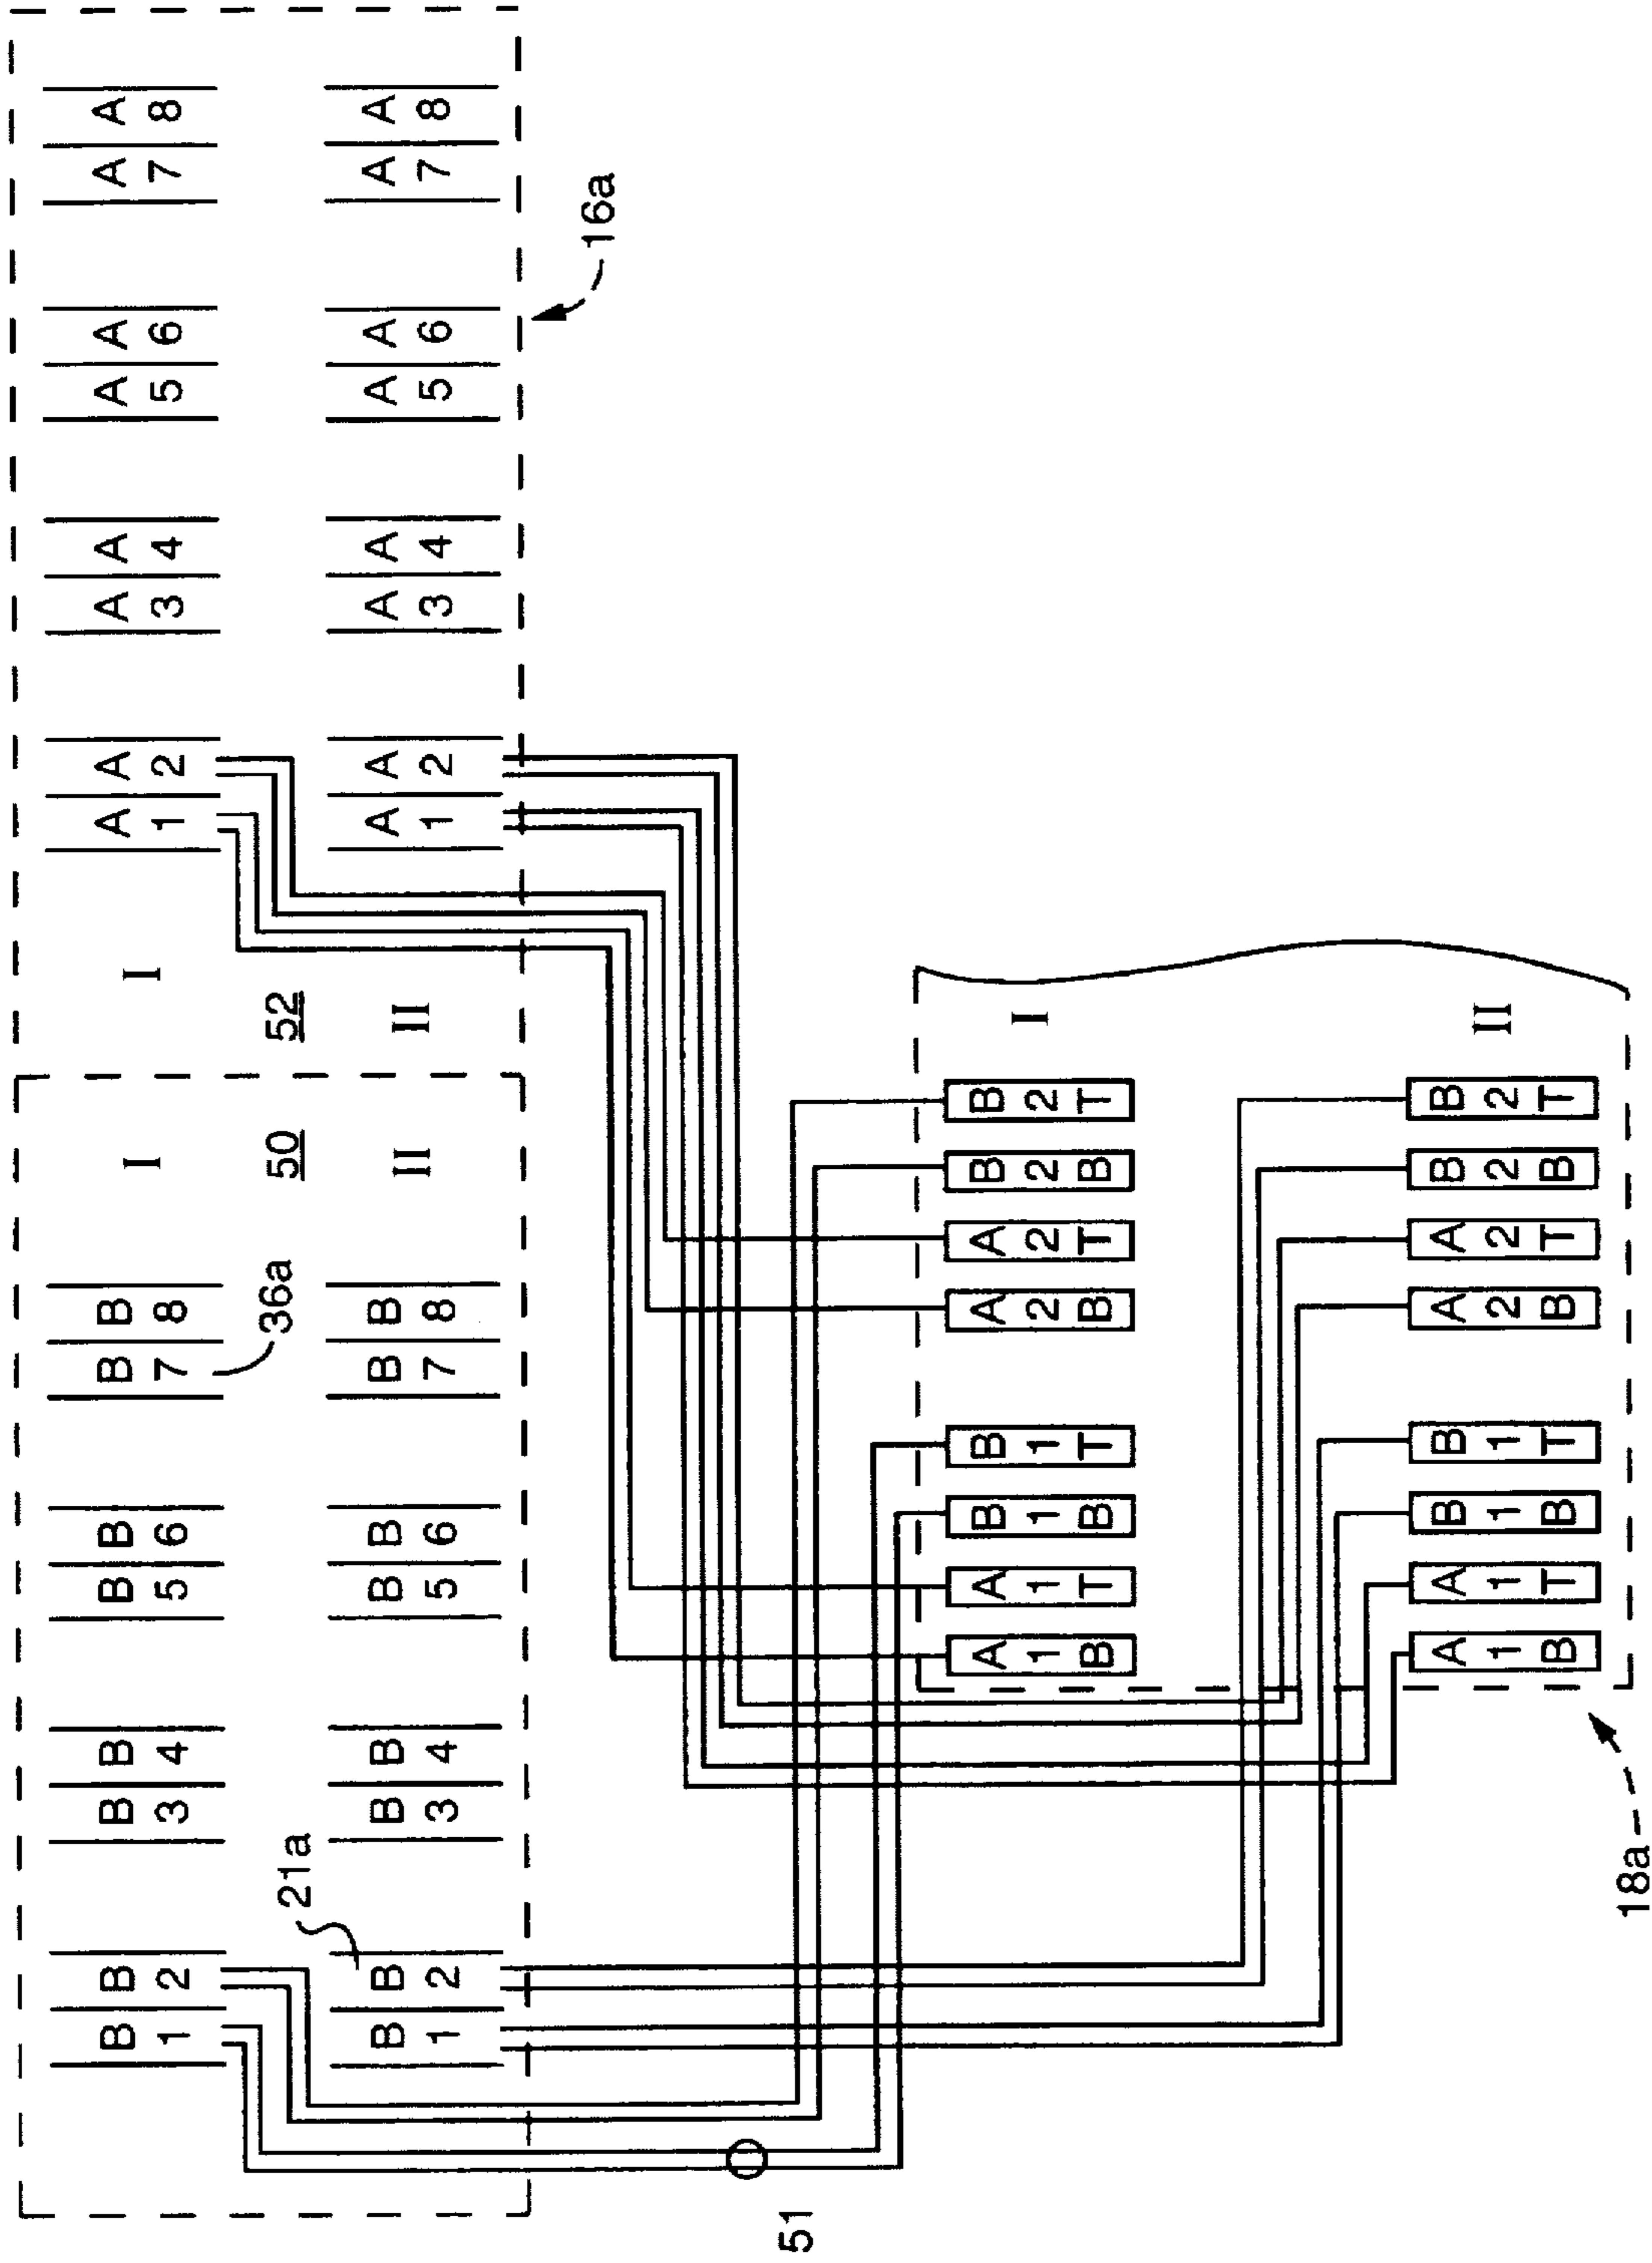 B B B B B B B B I I A A A A A A A A
1 2 3 4 5 6 7 8 1 2 3 4 5 6 7 8
21a 36a 50 52
B B B B B B B B II II A A A A A A A A
1 2 3 4 5 6 7 8 1 2 3 4 5 6 7 8
16a
51
A A B B A A B B I
1 1 1 1 2 2 2 2
B T B T B T B T
A A B B A A B B II
1 1 1 1 2 2 2 2
B T B T B T B T
18a